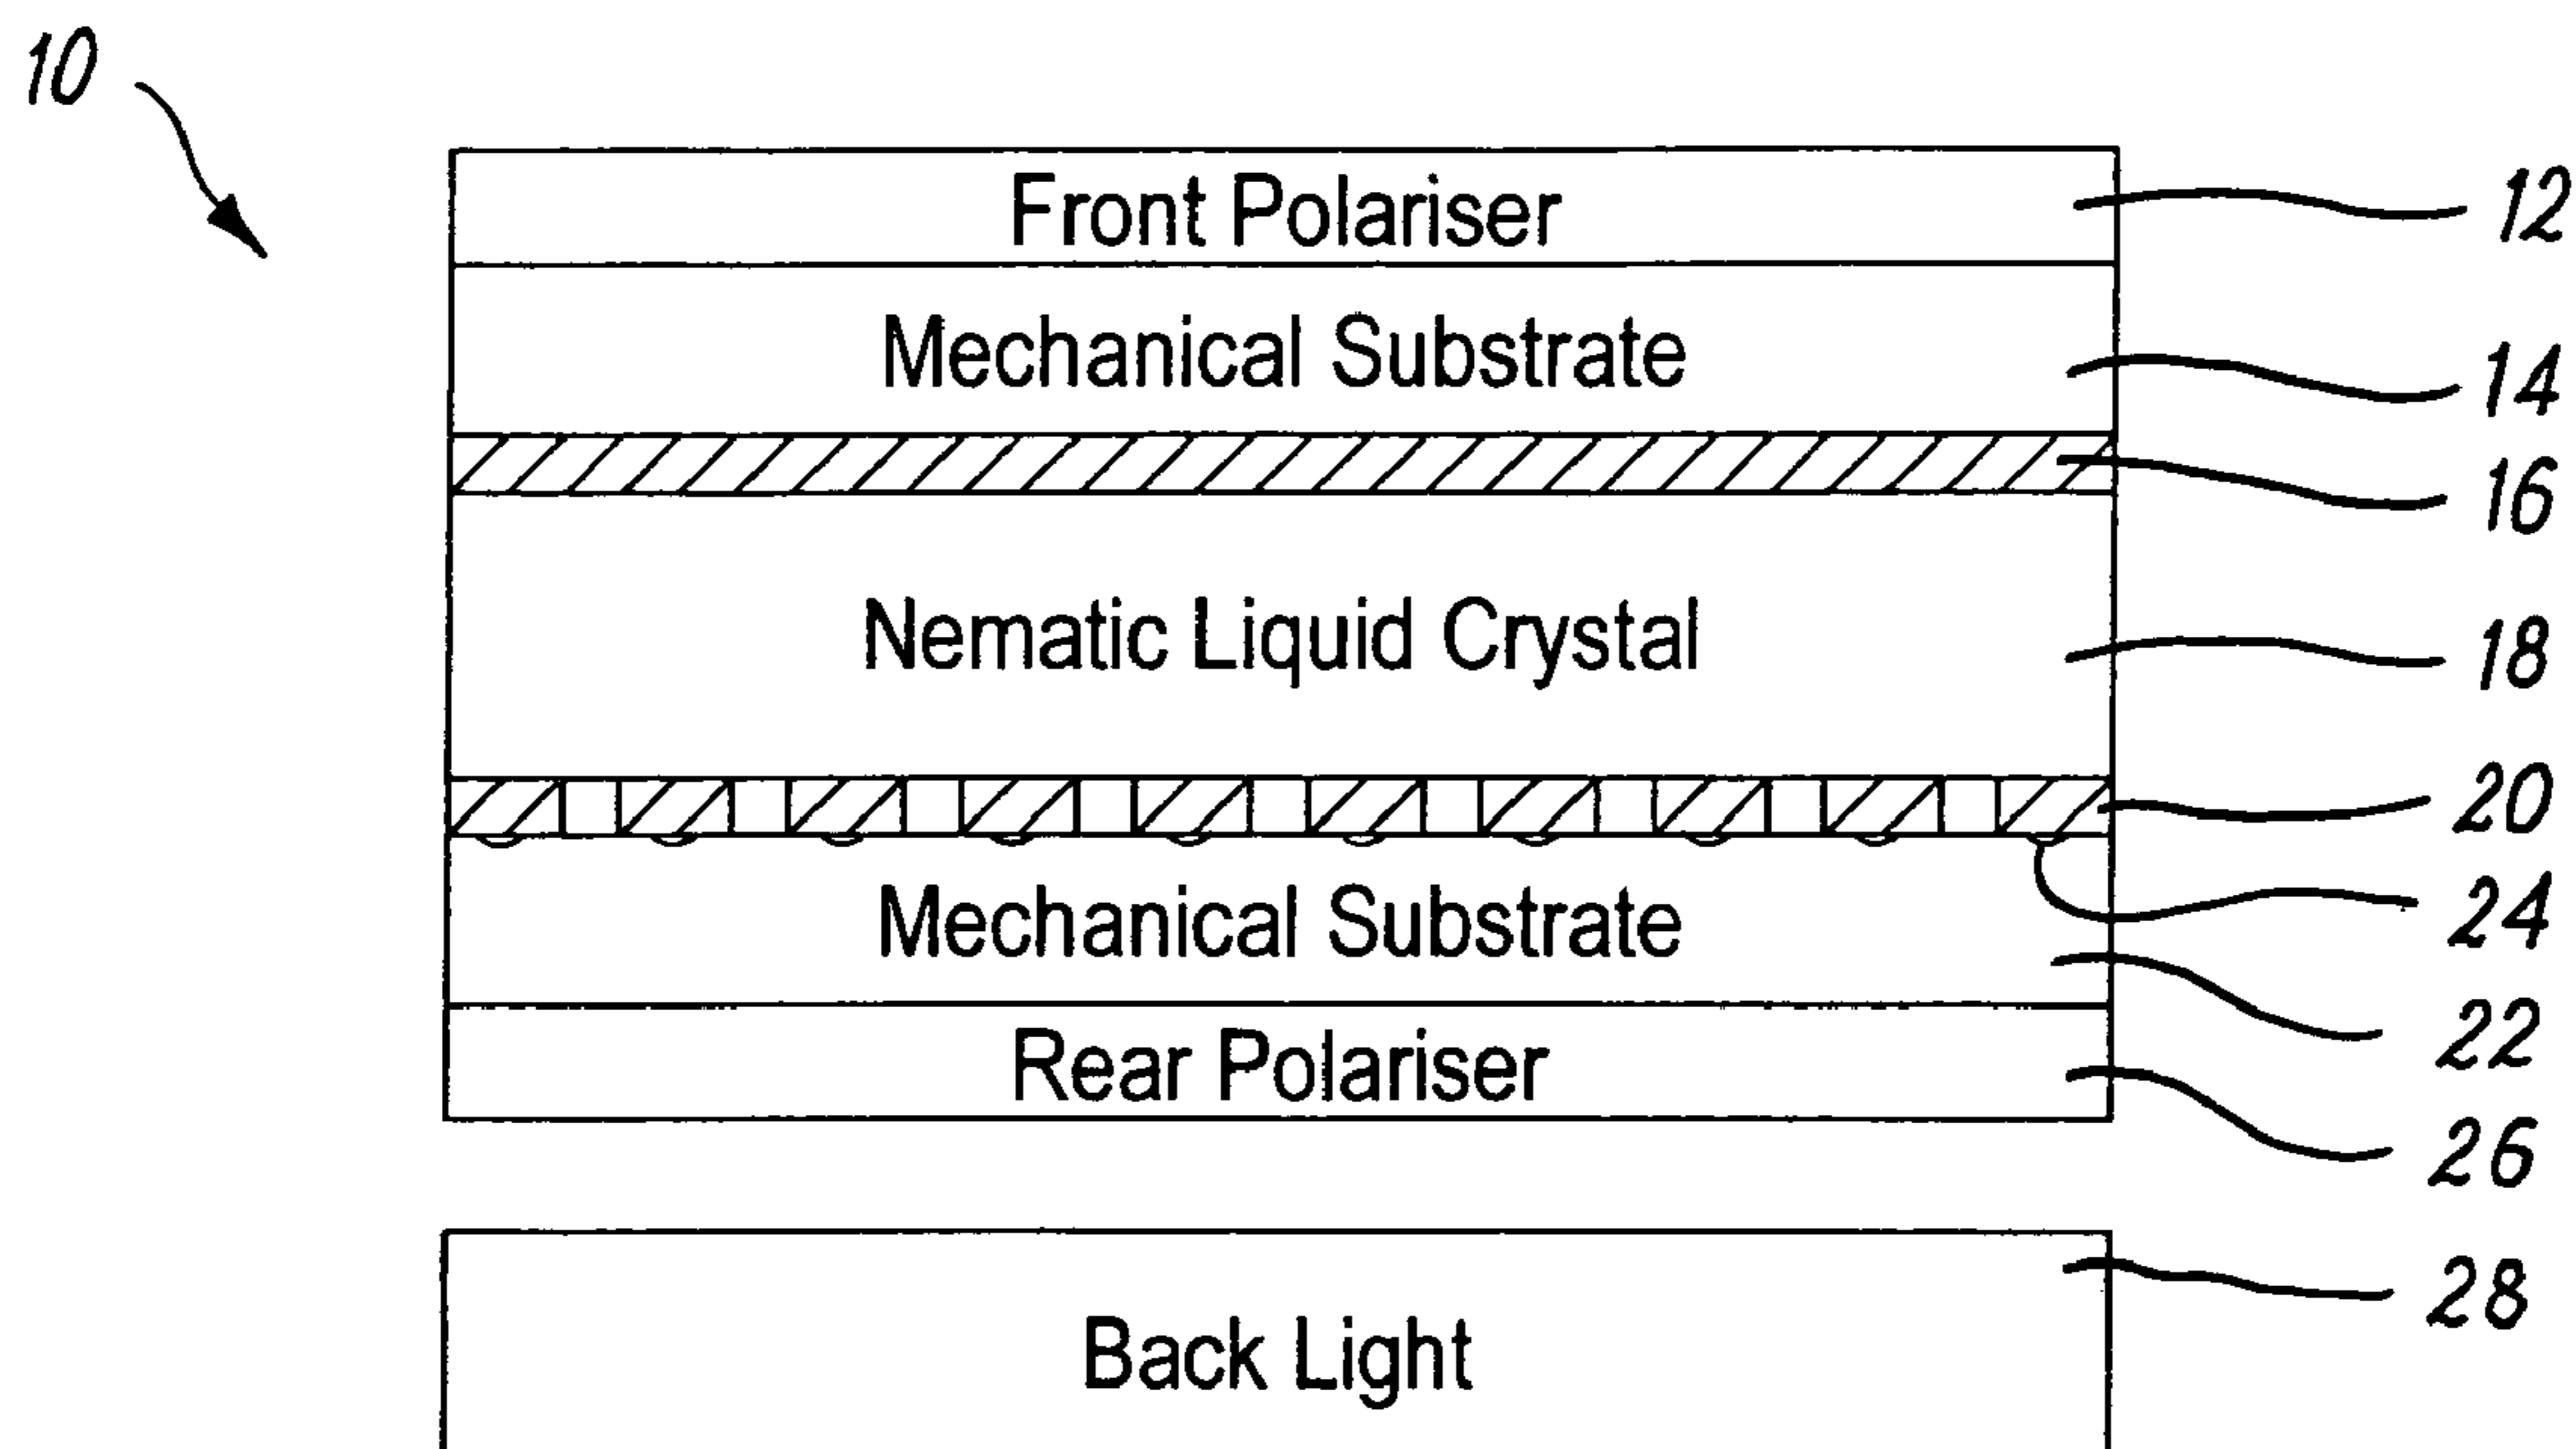 10
Front Polariser 12
Mechanical Substrate 14
16
Nematic Liquid Crystal 18
20
24
Mechanical Substrate 22
Rear Polariser 26
28
Back Light